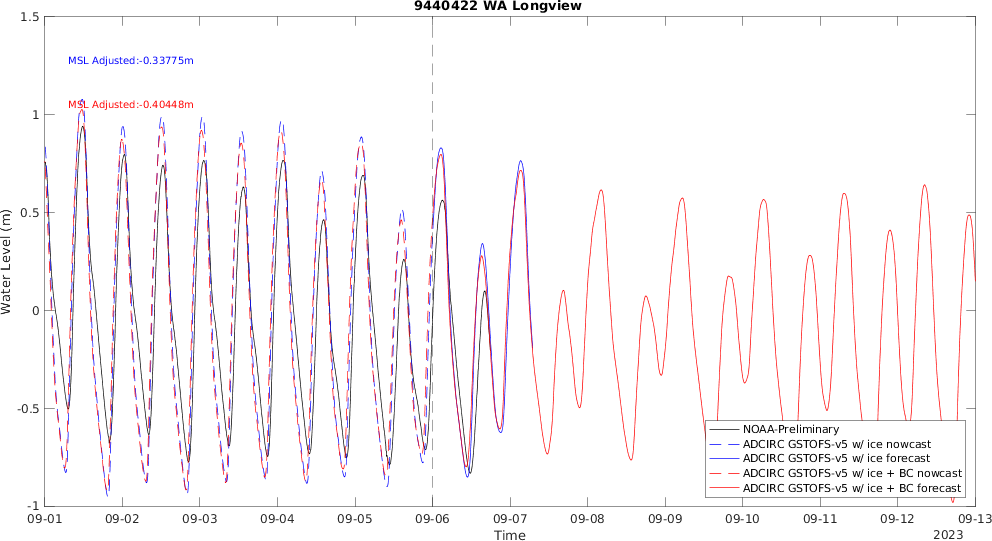 9440422 WA Longview
MSL Adjusted:-0.33775m
MSL Adjusted:-0.40448m
Water Level (m)
1.5
1
0.5
0
-0.5
-1
09-01 09-02 09-03 09-04 09-05 09-06 09-07 09-08 09-09 09-10 09-11 09-12 09-13
Time
2023
NOAA-Preliminary
ADCIRC GSTOFS-v5 w/ ice nowcast
ADCIRC GSTOFS-v5 w/ ice forecast
ADCIRC GSTOFS-v5 w/ ice + BC nowcast
ADCIRC GSTOFS-v5 w/ ice + BC forecast